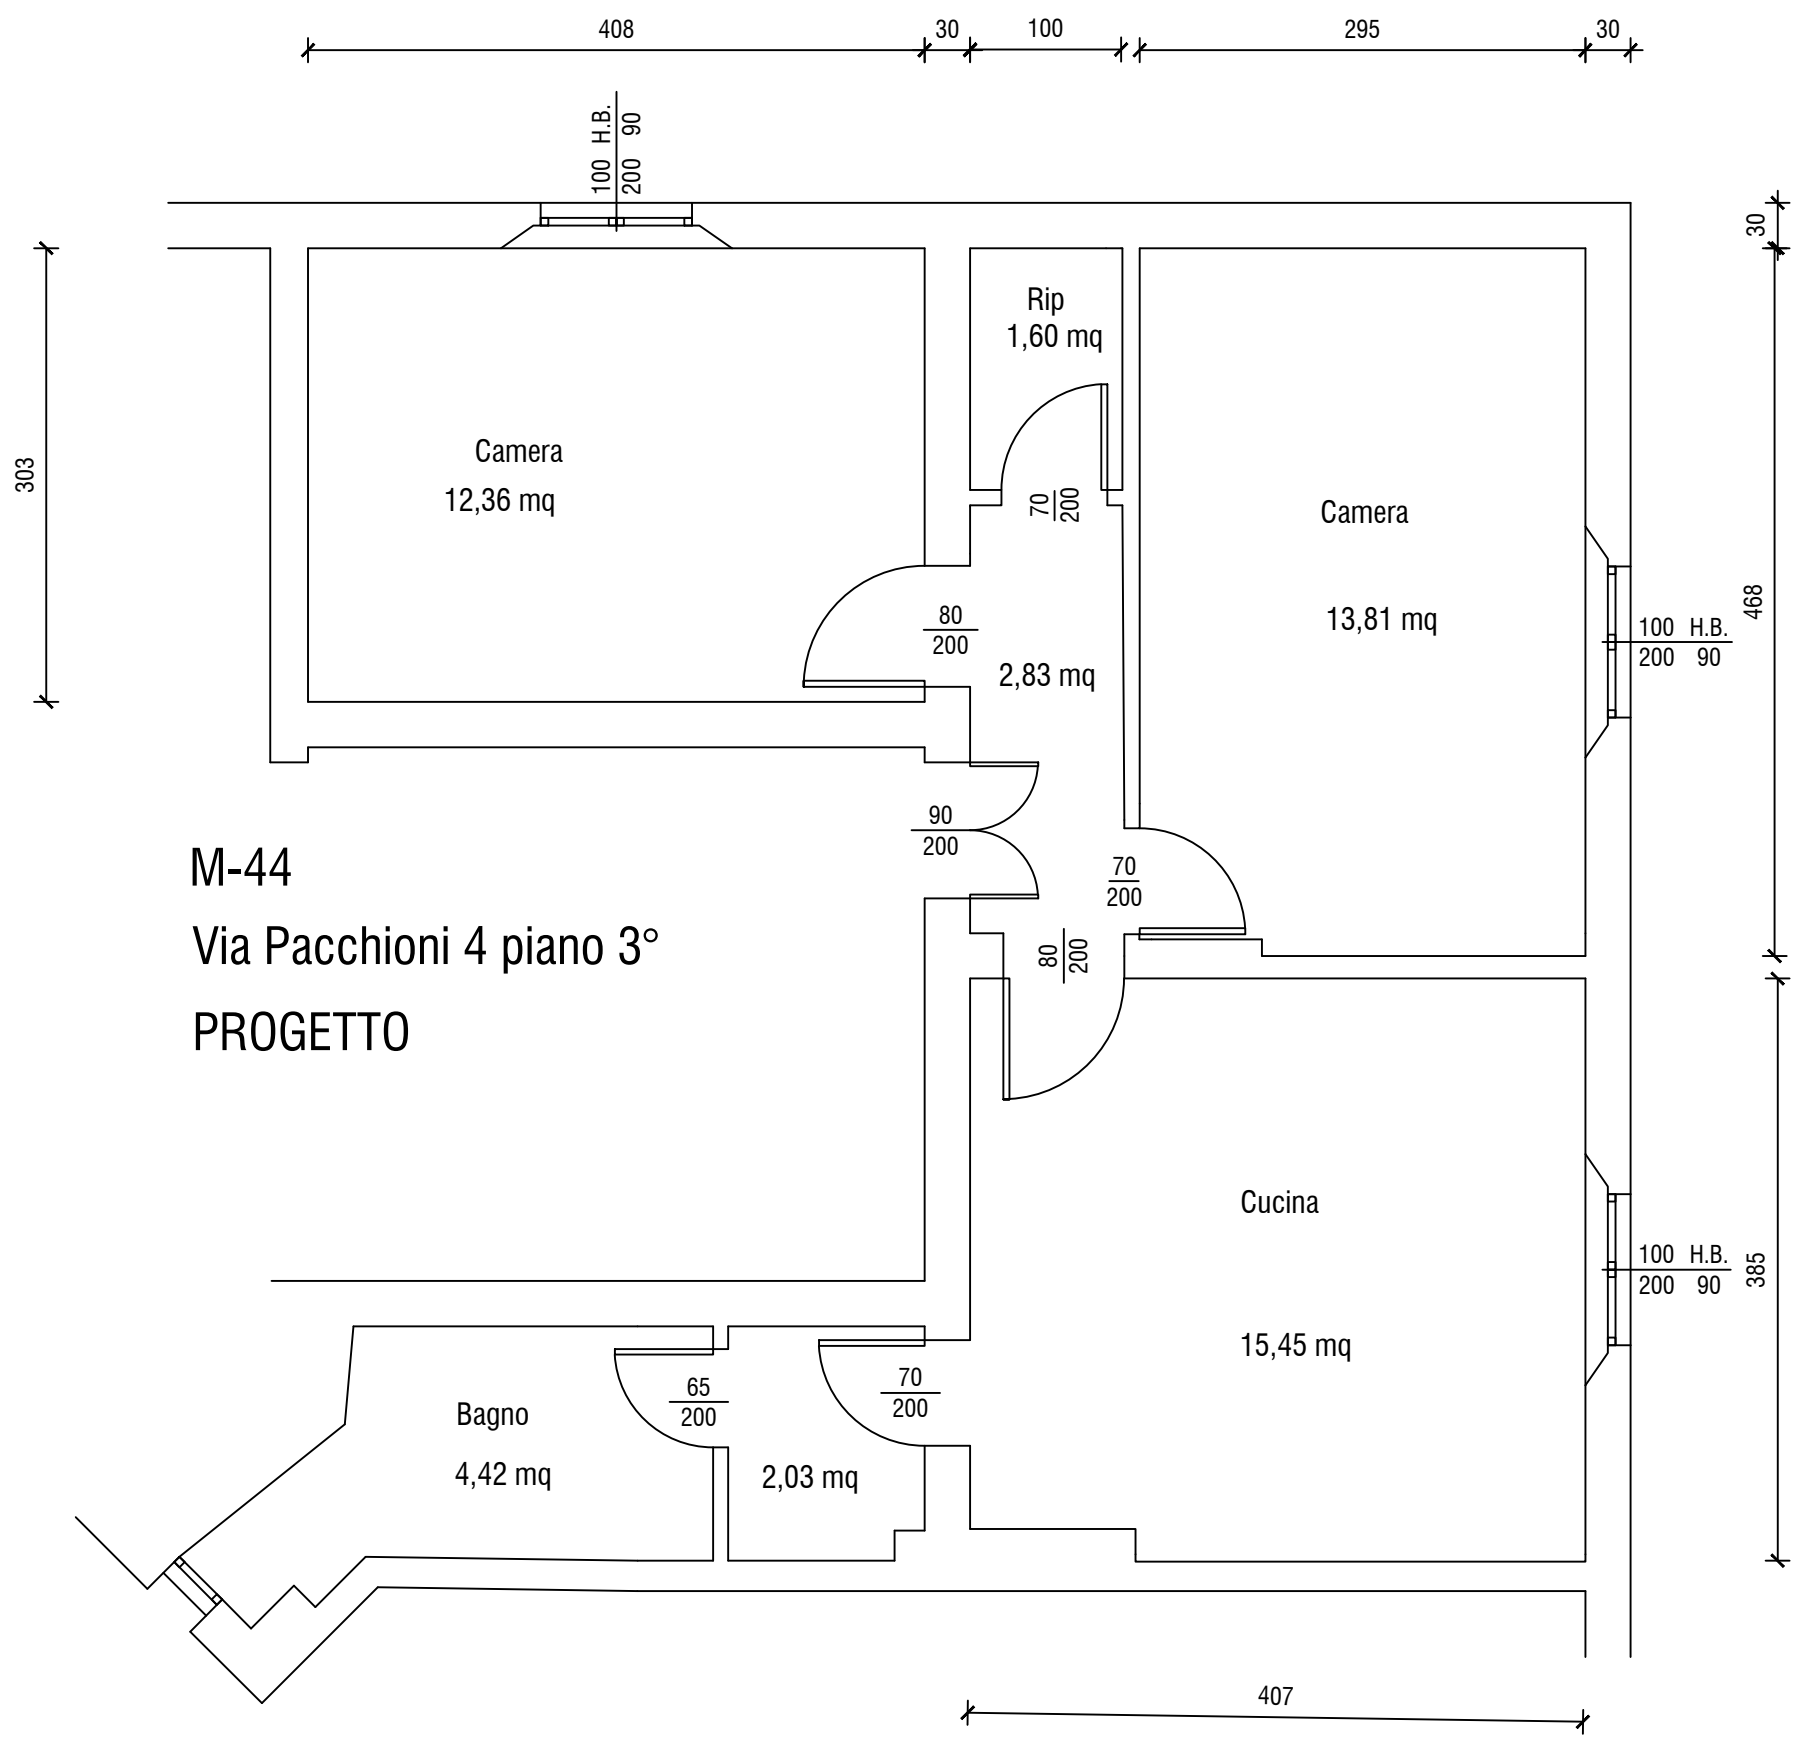 408
30
100
295
30
100 H.B.
200 90
30
303
Rip
1,60 mq
Camera
12,36 mq
70
200
Camera
13,81 mq
468
80
200
100 H.B.
200 90
2,83 mq
90
200
M-44
70
200
Via Pacchioni 4 piano 3°
80
200
PROGETTO
Cucina
100 H.B.
200 90
385
15,45 mq
65
200
70
200
Bagno
4,42 mq
2,03 mq
407